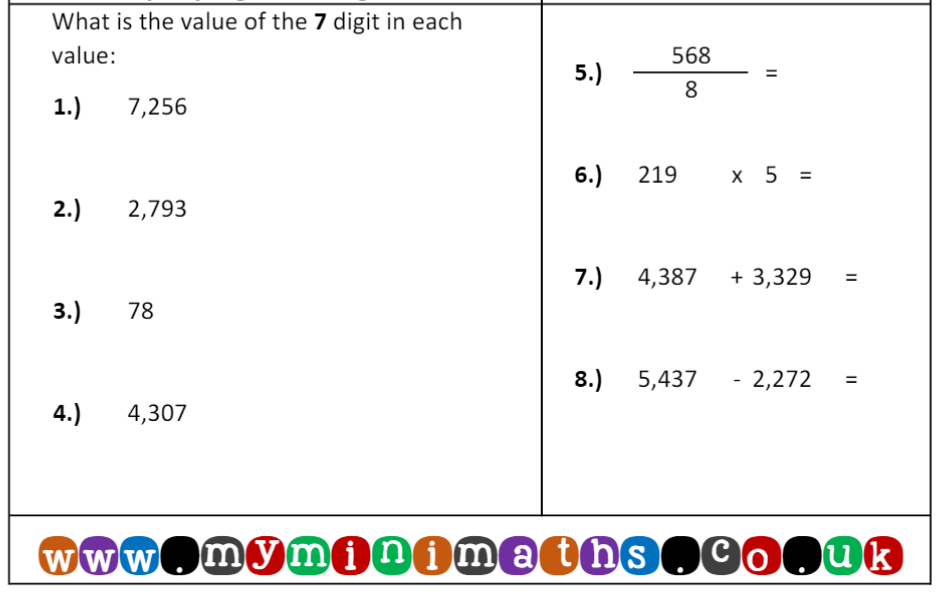 What is the value of the 7 digit in each
value:
1.) 7,256
2.) 2,793
3.) 78
4.) 4,307
5.) 568
8 =
6.) 219 x 5 =
7.) 4,387 + 3,329 =
8.) 5,437 - 2,272 =
www.myminimaths.co.uk